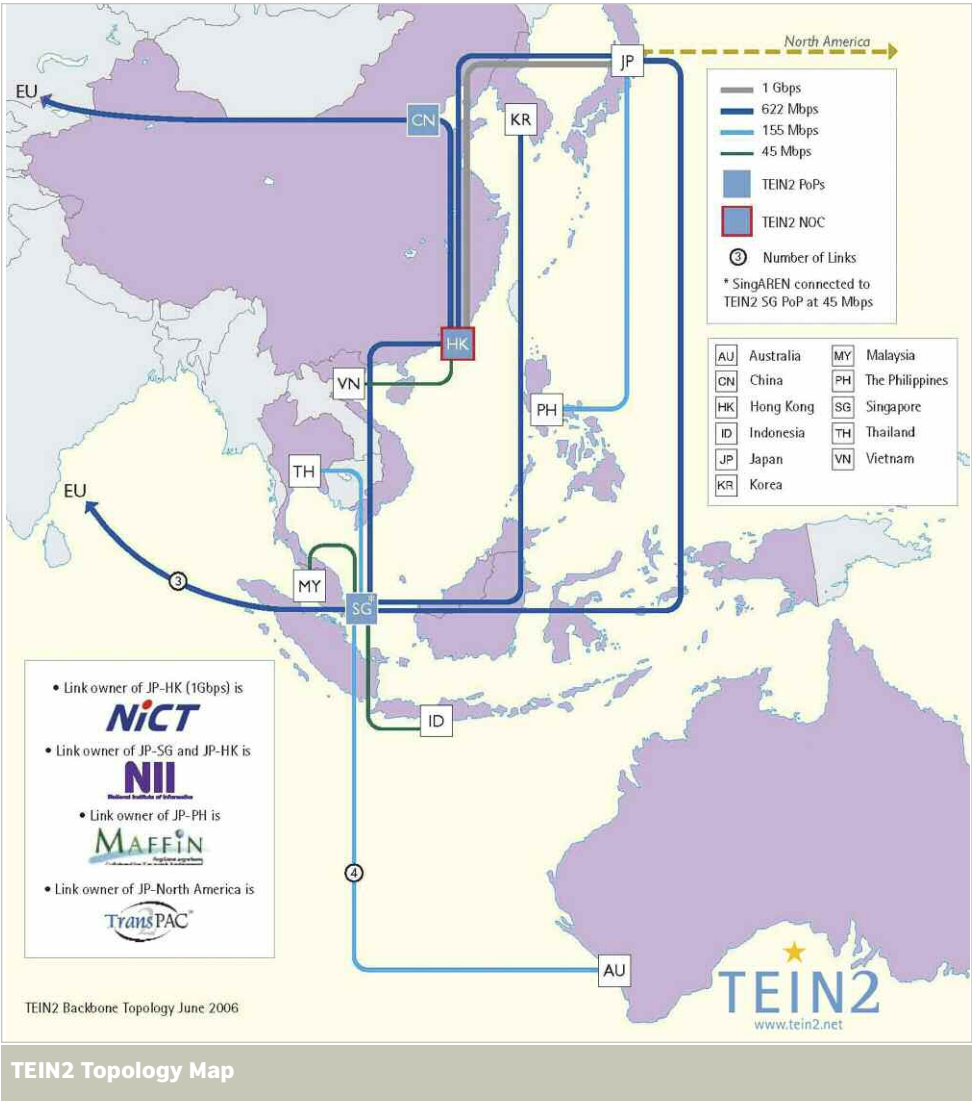 North America
EU
JP
CN
KR
1 Gbps
622 Mbps
155 Mbps
45 Mbps
TEIN2 PoPs
TEIN2 NOC
3 Number of Links
* SingAREN connected to
TEIN2 SG PoP at 45 Mbps
HK
VN
PH
TH
EU
3
MY
SG*
ID
AU Australia
CN China
HK Hong Kong
ID Indonesia
JP Japan
KR Korea
MY Malaysia
PH The Philippines
SG Singapore
TH Thailand
VN Vietnam
• Link owner of JP-HK (1Gbps) is
NiCT
• Link owner of JP-SG and JP-HK is
NII
National Institute of Informatics
• Link owner of JP-PH is
MAFFIN
• Link owner of JP-North America is
TransPAC
2
4
AU
TEIN2
www.tein2.net
TEIN2 Backbone Topology June 2006
TEIN2 Topology Map